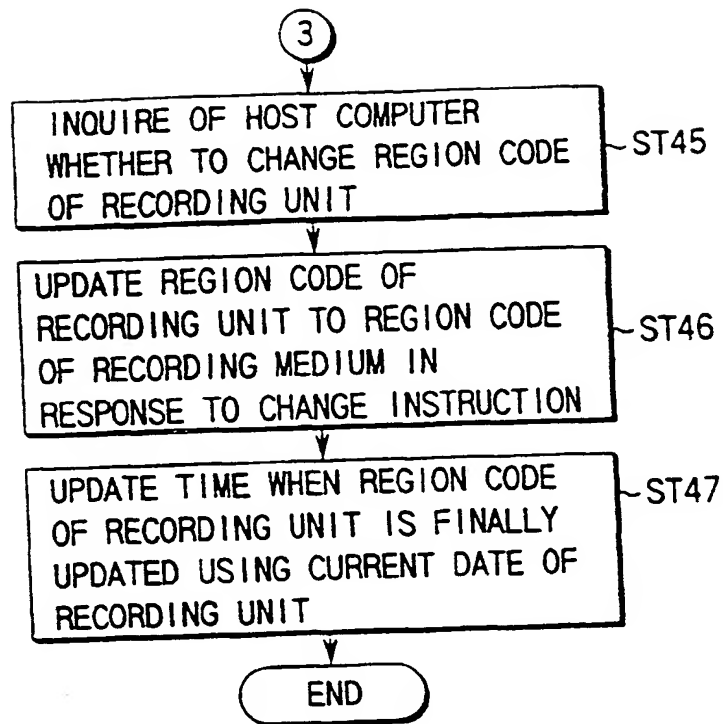 3
INQUIRE OF HOST COMPUTER
WHETHER TO CHANGE REGION CODE
OF RECORDING UNIT
ST45
UPDATE REGION CODE OF
RECORDING UNIT TO REGION CODE
OF RECORDING MEDIUM IN
RESPONSE TO CHANGE INSTRUCTION
ST46
UPDATE TIME WHEN REGION CODE
OF RECORDING UNIT IS FINALLY
UPDATED USING CURRENT DATE OF
RECORDING UNIT
ST47
END